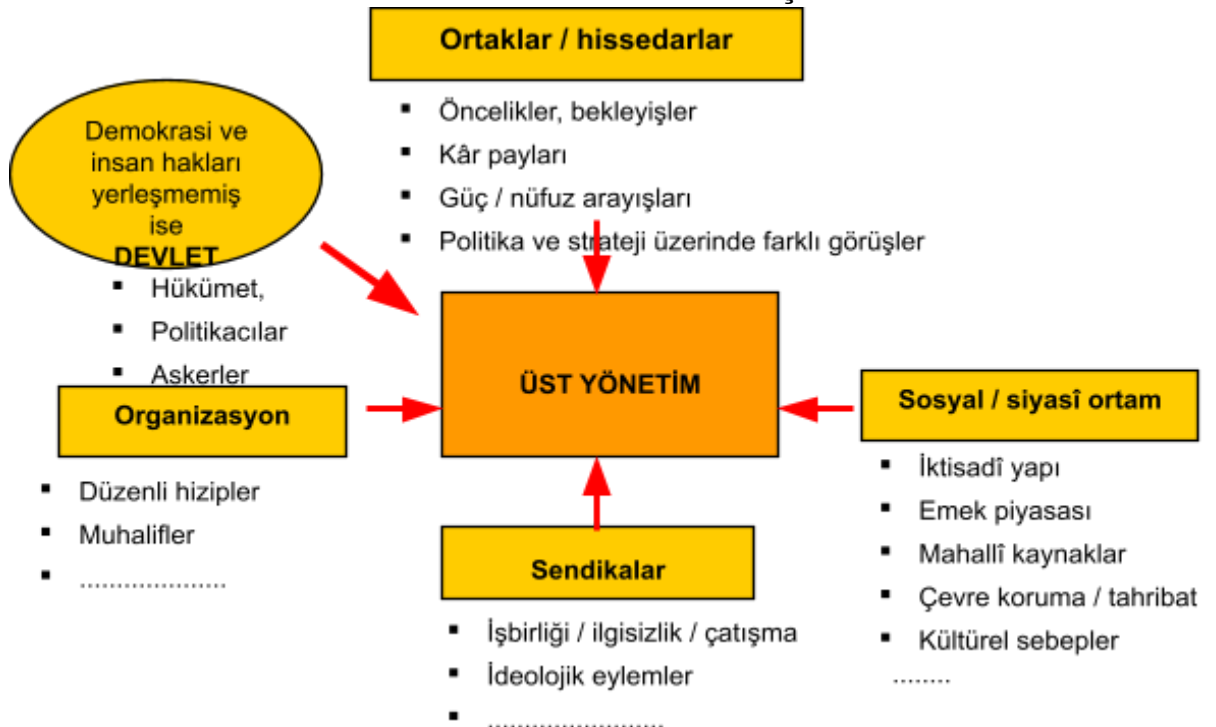 Ortaklar / hissedarlar
▪ Öncelikler, bekleyişler
▪ Kâr payları
▪ Güç / nüfuz arayışları
▪ Politika ve strateji üzerinde farklı görüşler
Demokrasi ve
insan hakları
yerleşmemiş
ise
DEVLET
▪ Hükümet,
▪ Politikacılar
▪ Askerler
ÜST YÖNETİM
Organizasyon
▪ Düzenli hizipler
▪ Muhalifler
▪ ....................
Sosyal / siyasî ortam
▪ İktisadî yapı
▪ Emek piyasası
▪ Mahallî kaynaklar
▪ Çevre koruma / tahribat
▪ Kültürel sebepler
........
Sendikalar
▪ İşbirliği / ilgisizlik / çatışma
▪ İdeolojik eylemler
▪ ........................